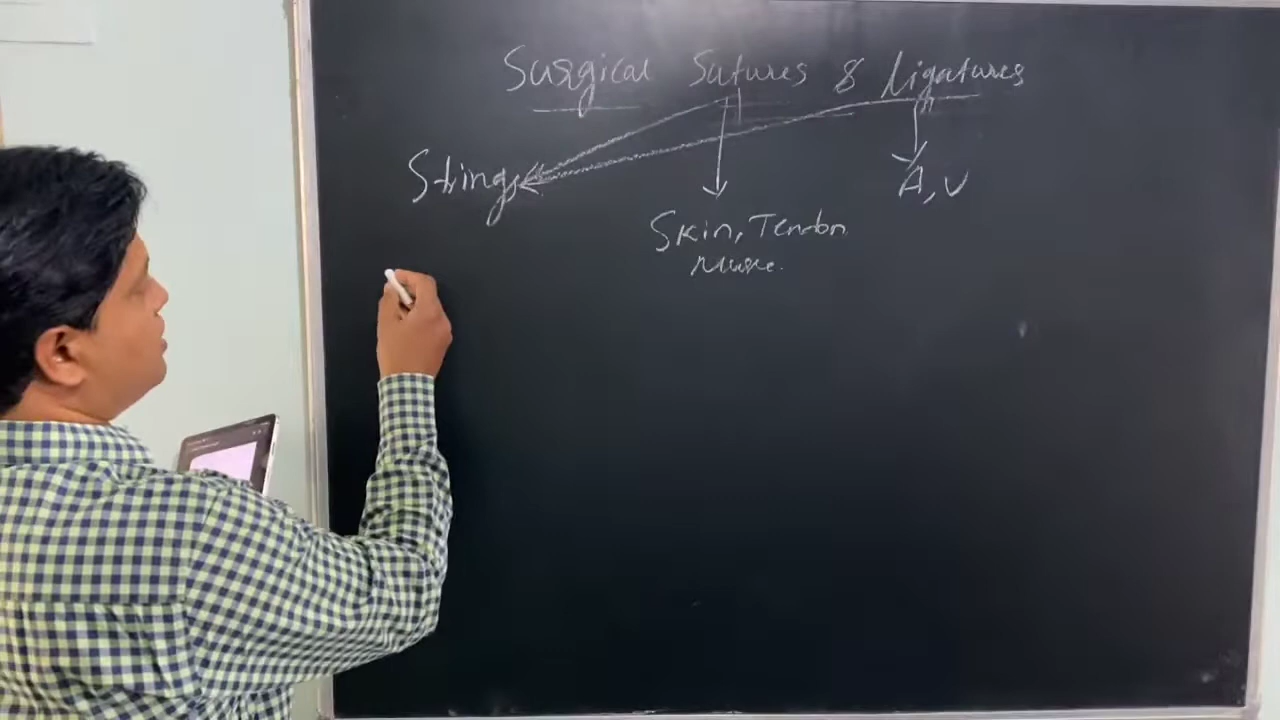 Surgical Sutures & Ligatures
Strings
A, V
Skin, Tendon
Muscle.